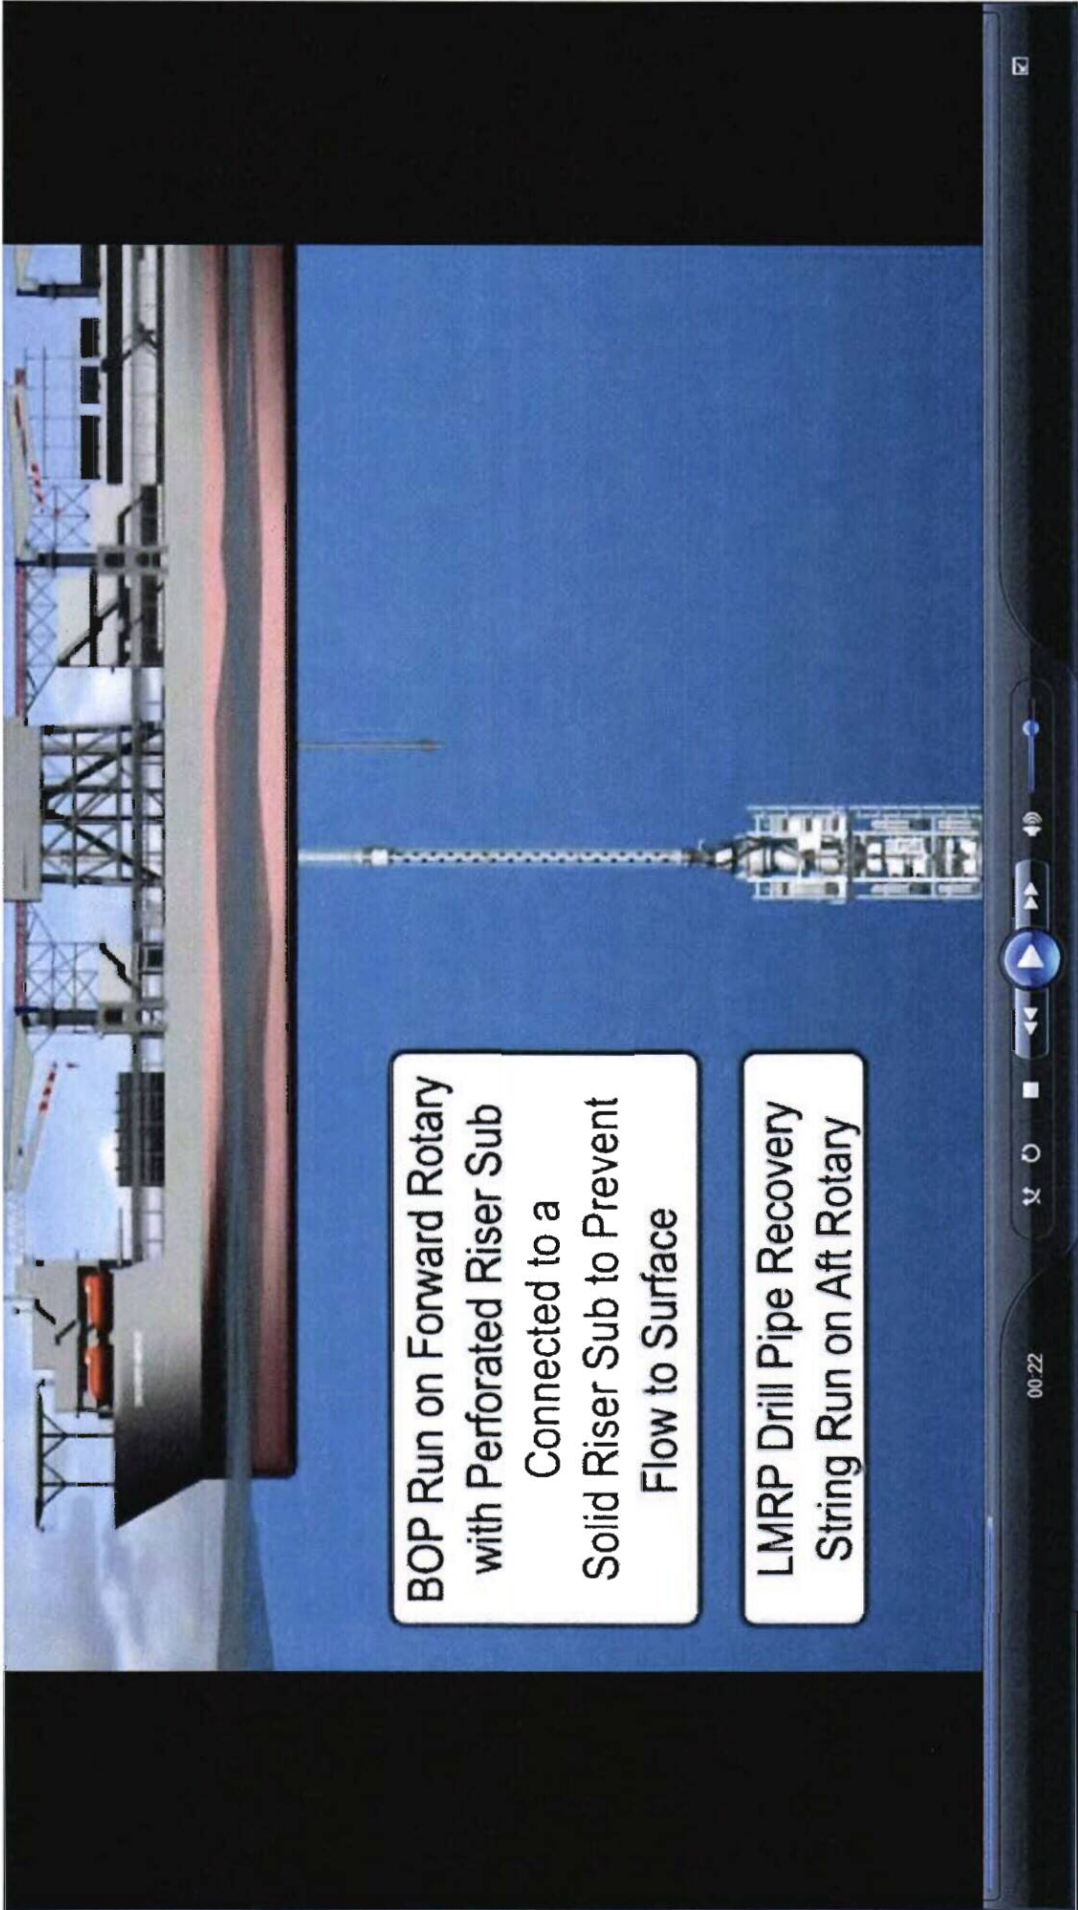 BOP Run on Forward Rotary
with Perforated Riser Sub
Connected to a
Solid Riser Sub to Prevent
Flow to Surface
LMRP Drill Pipe Recovery
String Run on Aft Rotary
00:22